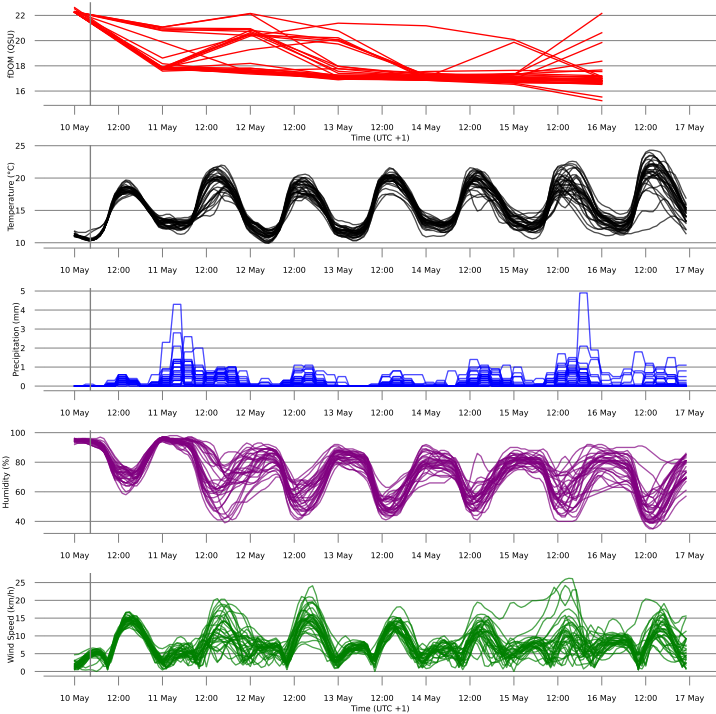 22
20
18
16
fDOM (QSU)
10 May 12:00 11 May 12:00 12 May 12:00 13 May 12:00 14 May 12:00 15 May 12:00 16 May 12:00 17 May
Time (UTC +1)
25
20
15
10
Temperature (°C)
10 May 12:00 11 May 12:00 12 May 12:00 13 May 12:00 14 May 12:00 15 May 12:00 16 May 12:00 17 May
5
4
3
2
1
0
Precipitation (mm)
10 May 12:00 11 May 12:00 12 May 12:00 13 May 12:00 14 May 12:00 15 May 12:00 16 May 12:00 17 May
100
80
60
40
Humidity (%)
10 May 12:00 11 May 12:00 12 May 12:00 13 May 12:00 14 May 12:00 15 May 12:00 16 May 12:00 17 May
25
20
15
10
5
0
Wind Speed (km/h)
10 May 12:00 11 May 12:00 12 May 12:00 13 May 12:00 14 May 12:00 15 May 12:00 16 May 12:00 17 May
Time (UTC +1)